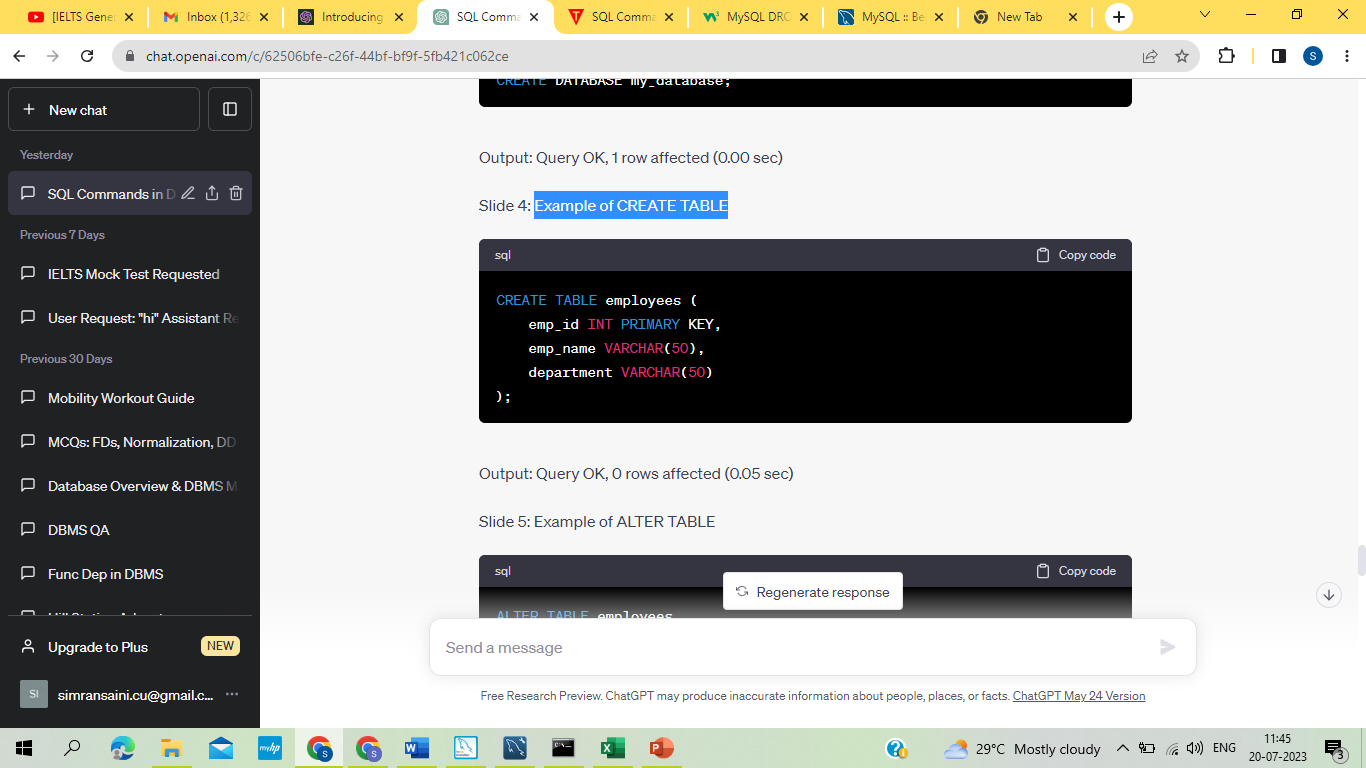 [IELTS Gener
Inbox (1,326
Introducing
SQL Comma
SQL Comma
MySQL DRO
MySQL :: Be
New Tab
chat.openai.com/c/62506bfe-c26f-44bf-bf9f-5fb421c062ce
S
New chat
Yesterday
SQL Commands in D
Previous 7 Days
IELTS Mock Test Requested
User Request: "hi" Assistant Re
Previous 30 Days
Mobility Workout Guide
MCQs: FDs, Normalization, DD
Database Overview & DBMS M
DBMS QA
Func Dep in DBMS
Upgrade to Plus
NEW
SI
simransaini.cu@gmail.c...
CREATE DATABASE my_database;
Output: Query OK, 1 row affected (0.00 sec)
Slide 4: Example of CREATE TABLE
sql
Copy code
CREATE TABLE employees (
emp_id INT PRIMARY KEY,
emp_name VARCHAR(50),
department VARCHAR(50)
);
Output: Query OK, 0 rows affected (0.05 sec)
Slide 5: Example of ALTER TABLE
sql
Copy code
ALTER TABLE employees
Regenerate response
Send a message
Free Research Preview. ChatGPT may produce inaccurate information about people, places, or facts. ChatGPT May 24 Version
29°C Mostly cloudy
ENG
11:45
20-07-2023
3